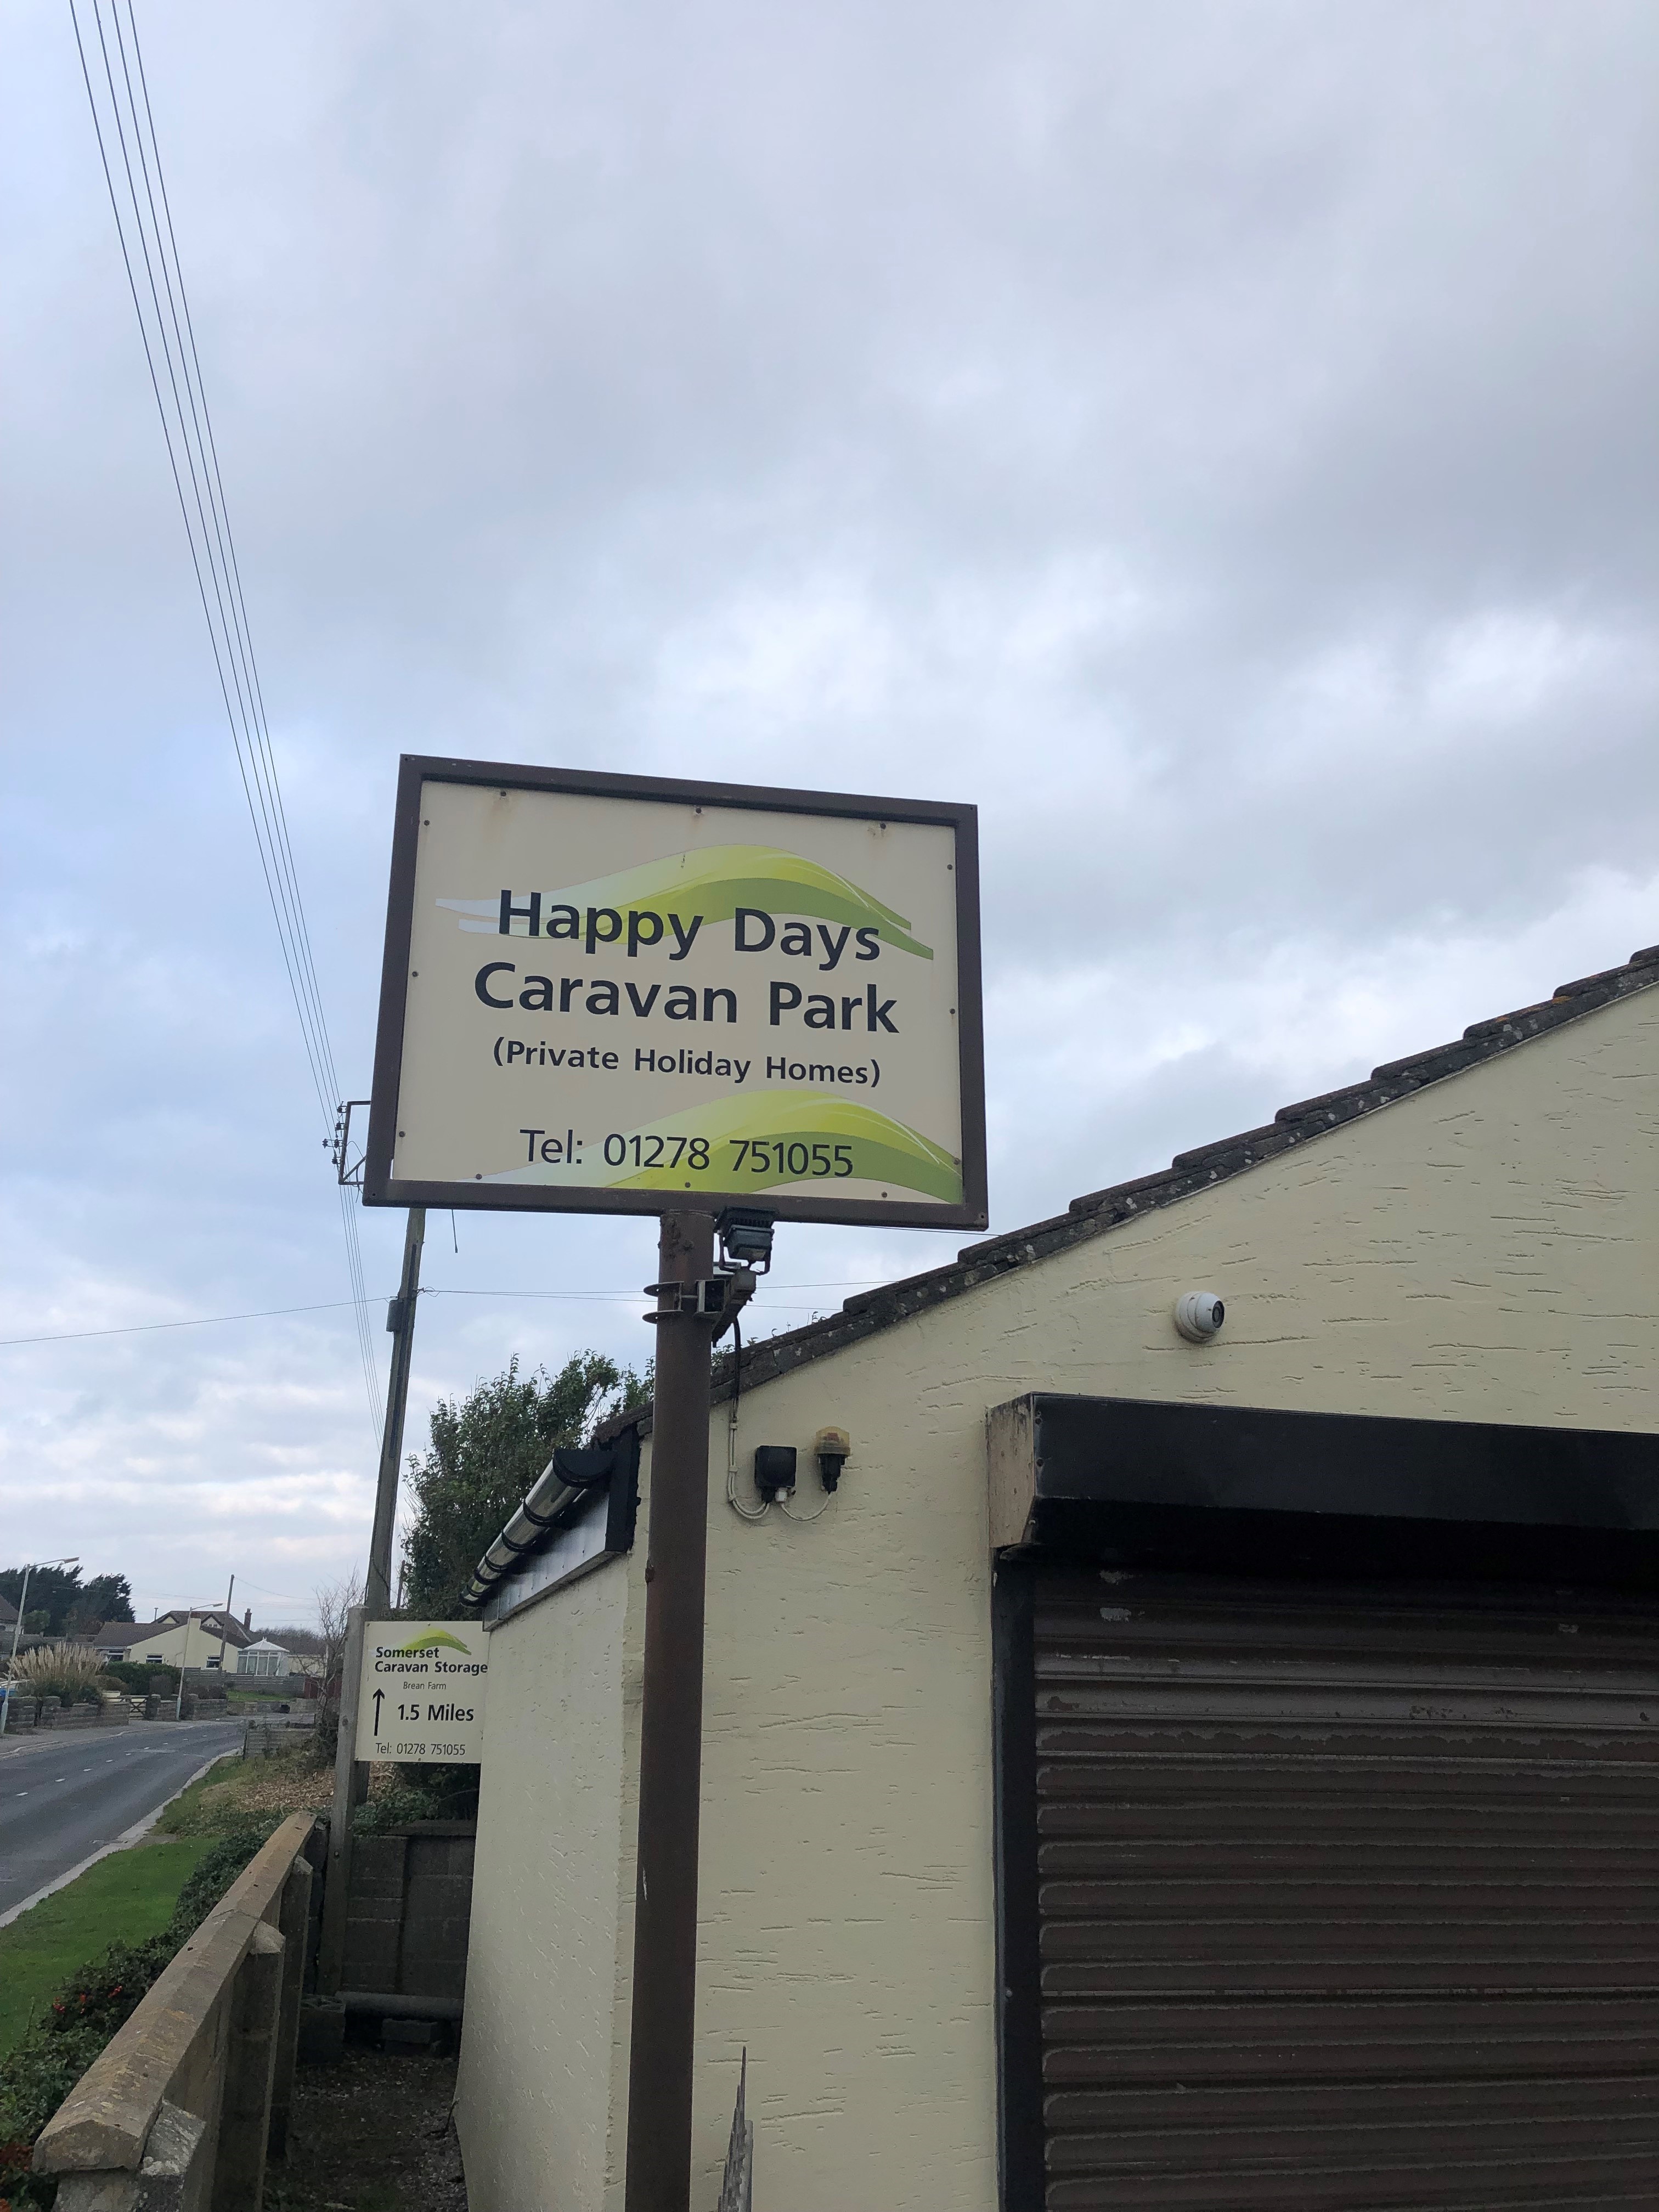 Happy Days
Caravan Park
(Private Holiday Homes)
Tel: 01278 751055
Somerset
Caravan Storage
Brean Farm
1.5 Miles
Tel: 01278 751055